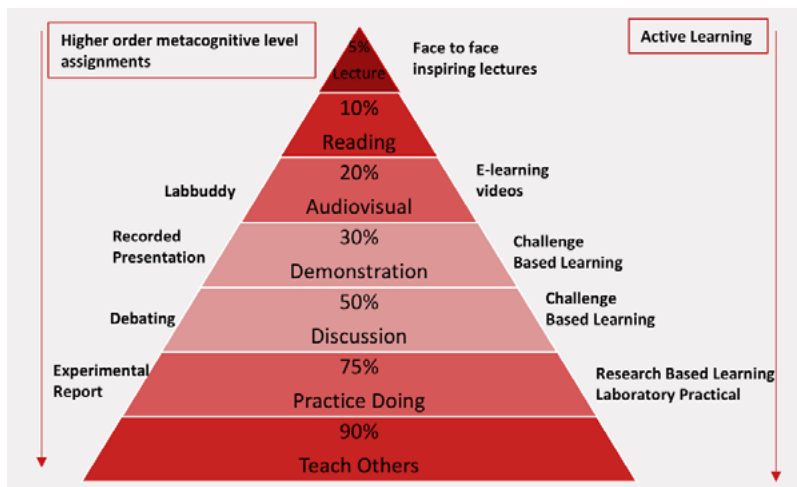 Higher order metacognitive level
assignments
Active Learning
5%
Lecture
Face to face
inspiring lectures
10%
Reading
Labbuddy
20%
Audiovisual
E-learning
videos
Recorded
Presentation
30%
Demonstration
Challenge
Based Learning
Debating
50%
Discussion
Challenge
Based Learning
Experimental
Report
75%
Practice Doing
Research Based Learning
Laboratory Practical
90%
Teach Others